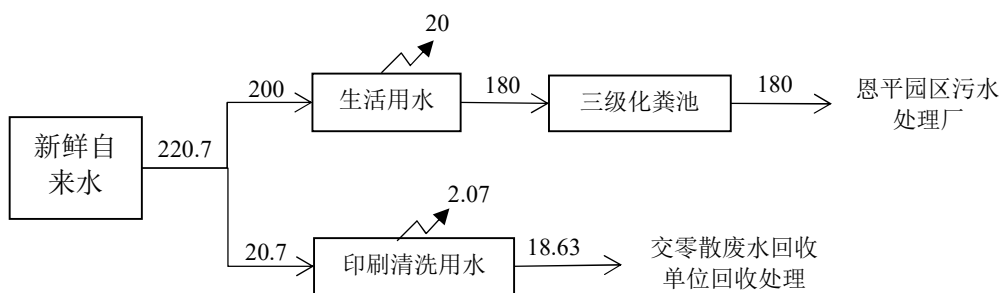 20
200
生活用水
180
三级化粪池
180
恩平园区污水
处理厂
新鲜自
来水
220.7
2.07
20.7
印刷清洗用水
18.63
交零散废水回收
单位回收处理